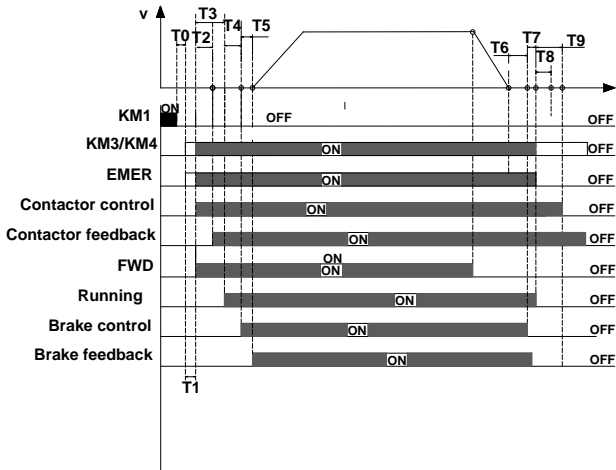 V
T0
T3
T2
T4
T5
T6
T7
T8
T9
KM1 ON OFF OFF
KM3/KM4 ON OFF
EMER ON OFF
Contactor control ON OFF
Contactor feedback ON OFF
FWD ON ON OFF
Running ON OFF
Brake control ON OFF
Brake feedback ON OFF
T1